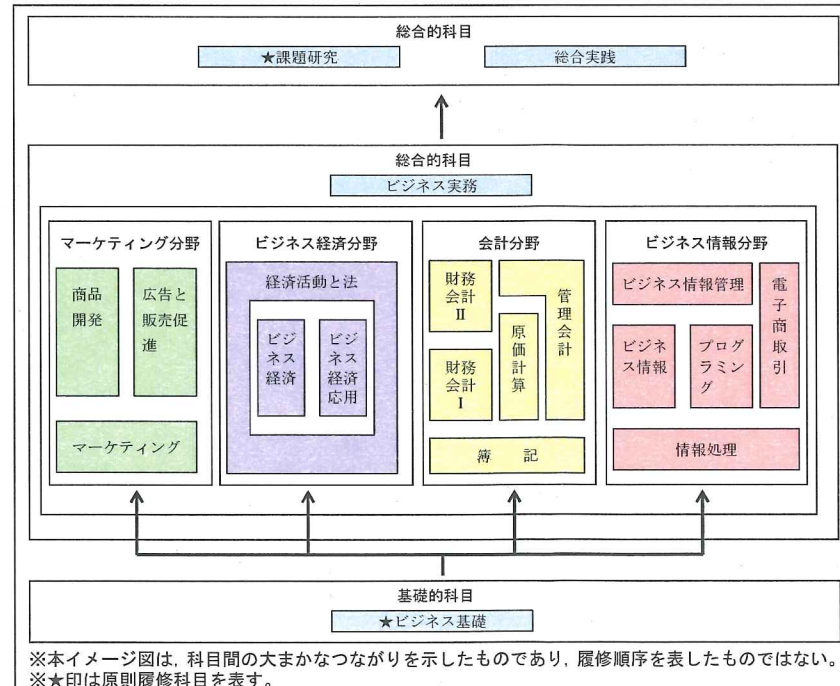 総合的科目
★課題研究
総合実践
総合的科目
ビジネス実務
マーケティング分野
商品
開発
広告と
販売促
進
マーケティング
ビジネス経済分野
経済活動と法
ビジ
ネス
経済
ビジ
ネス
経済
応用
会計分野
財務
会計
Ⅱ
管理会計
財務
会計
Ⅰ
原価計算
簿 記
ビジネス情報分野
ビジネス情報管理
電子商取引
ビジネ
ス情報
プログ
ラミン
グ
情報処理
基礎的科目
★ビジネス基礎
※本イメージ図は，科目間の大まかなつながりを示したものであり，履修順序を表したものではない。
※★印は原則履修科目を表す。